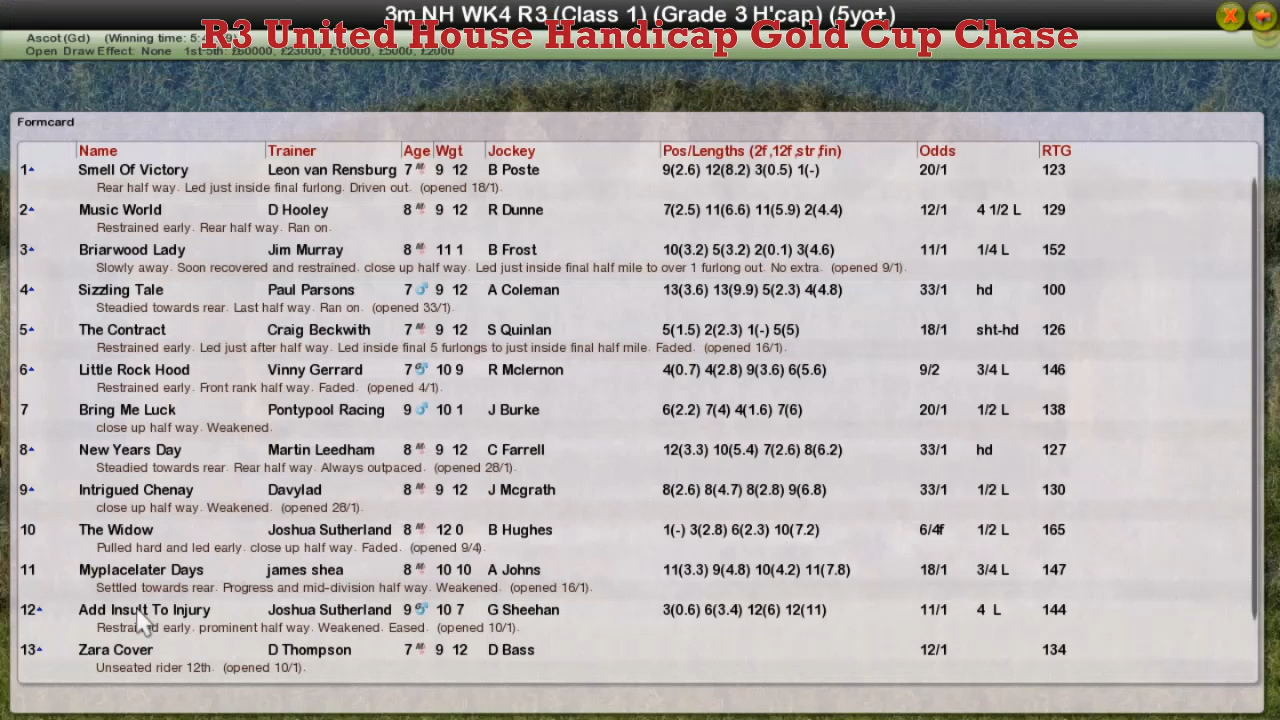 3m NH WK4 R3 (Class 1) (Grade 3 H'cap) (5yo+)
R3 United House Handicap Gold Cup Chase
Ascot(Gd) (Winning time: 5:
Open Draw Effect: None 1st-5th: £60000, £23000, £10000, £5000, £2000
Formcard
Name Trainer Age Wgt Jockey Pos/Lengths (2f,12f,str,fin) Odds RTG
1 Smell Of Victory Leon van Rensburg 7 9 12 B Poste 9(2.6) 12(8.2) 3(0.5) 1(-) 20/1 123
Rear half way. Led just inside final furlong. Driven out. (opened 18/1).
2 Music World D Hooley 8 9 12 R Dunne 7(2.5) 11(6.6) 11(5.9) 2(4.4) 12/1 4 1/2 L 129
Restrained early. Rear half way. Ran on.
3 Briarwood Lady Jim Murray 8 11 1 B Frost 10(3.2) 5(3.2) 2(0.1) 3(4.6) 11/1 1/4 L 152
Slowly away. Soon recovered and restrained. close up half way. Led just inside final half mile to over 1 furlong out. No extra. (opened 9/1).
4 Sizzling Tale Paul Parsons 7 9 12 A Coleman 13(3.6) 13(9.9) 5(2.3) 4(4.8) 33/1 hd 100
Steadied towards rear. Last half way. Ran on. (opened 33/1).
5 The Contract Craig Beckwith 7 9 12 S Quinlan 5(1.5) 2(2.3) 1(-) 5(5) 18/1 sht-hd 126
Restrained early. Led just after half way. Led inside final 5 furlongs to just inside final half mile. Faded. (opened 16/1).
6 Little Rock Hood Vinny Gerrard 7 10 9 R Mclernon 4(0.7) 4(2.8) 9(3.6) 6(5.6) 9/2 3/4 L 146
Restrained early. Front rank half way. Faded. (opened 4/1).
7 Bring Me Luck Pontypool Racing 9 10 1 J Burke 6(2.2) 7(4) 4(1.6) 7(6) 20/1 1/2 L 138
close up half way. Weakened.
8 New Years Day Martin Leedham 8 9 12 C Farrell 12(3.3) 10(5.4) 7(2.6) 8(6.2) 33/1 hd 127
Steadied towards rear. Rear half way. Always outpaced. (opened 28/1).
9 Intrigued Chenay Davylad 8 9 12 J Mcgrath 8(2.6) 8(4.7) 8(2.8) 9(6.8) 33/1 1/2 L 130
close up half way. Weakened. (opened 28/1).
10 The Widow Joshua Sutherland 8 12 0 B Hughes 1(-) 3(2.8) 6(2.3) 10(7.2) 6/4f 1/2 L 165
Pulled hard and led early. close up half way. Faded. (opened 9/4).
11 Myplacelater Days james shea 8 10 10 A Johns 11(3.3) 9(4.8) 10(4.2) 11(7.8) 18/1 3/4 L 147
Settled towards rear. Progress and mid-division half way. Weakened. (opened 16/1).
12 Add Insult To Injury Joshua Sutherland 9 10 7 G Sheehan 3(0.6) 6(3.4) 12(6) 12(11) 11/1 4 L 144
Restrained early. prominent half way. Weakened. Eased. (opened 10/1).
13 Zara Cover D Thompson 7 9 12 D Bass 12/1 134
Unseated rider 12th. (opened 10/1).